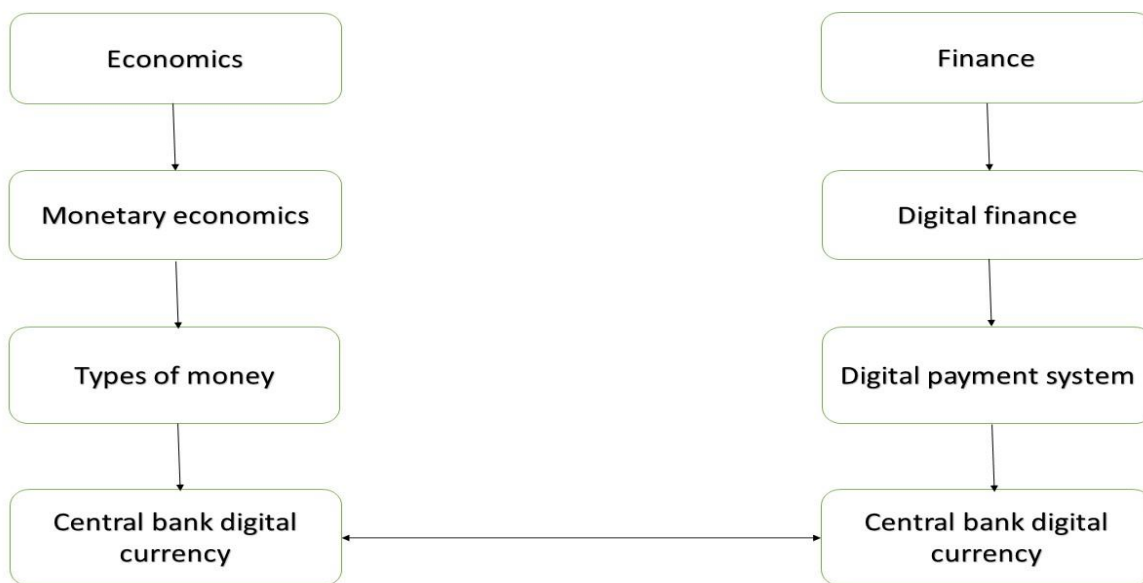 Economics
Finance
Monetary economics
Digital finance
Types of money
Digital payment system
Central bank digital
currency
Central bank digital
currency